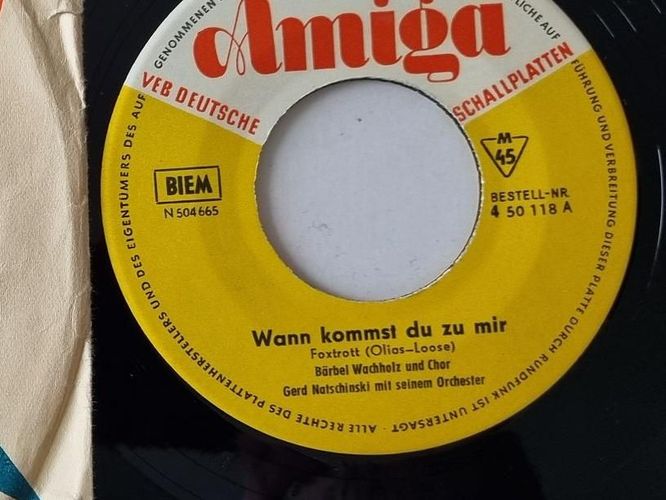 Amiga
VEB DEUTSCHE SCHALLPLATTEN
BIEM
N 504 665
M
45
BESTELL-NR.
4 50 118 A
Wann kommst du zu mir
Foxtrott (Olias-Loose)
Bärbel Wachholz und Chor
Gerd Natschinski mit seinem Orchester
ALLE RECHTE DES PLATTENHERSTELLERS UND DES EIGENTÜMERS DES AUF
GENOMMENEN
LICHE AUF
FÜHRUNG UND VERBREITUNG DIESER PLATTE DURCH RUNDFUNK IST UNTERSAGT